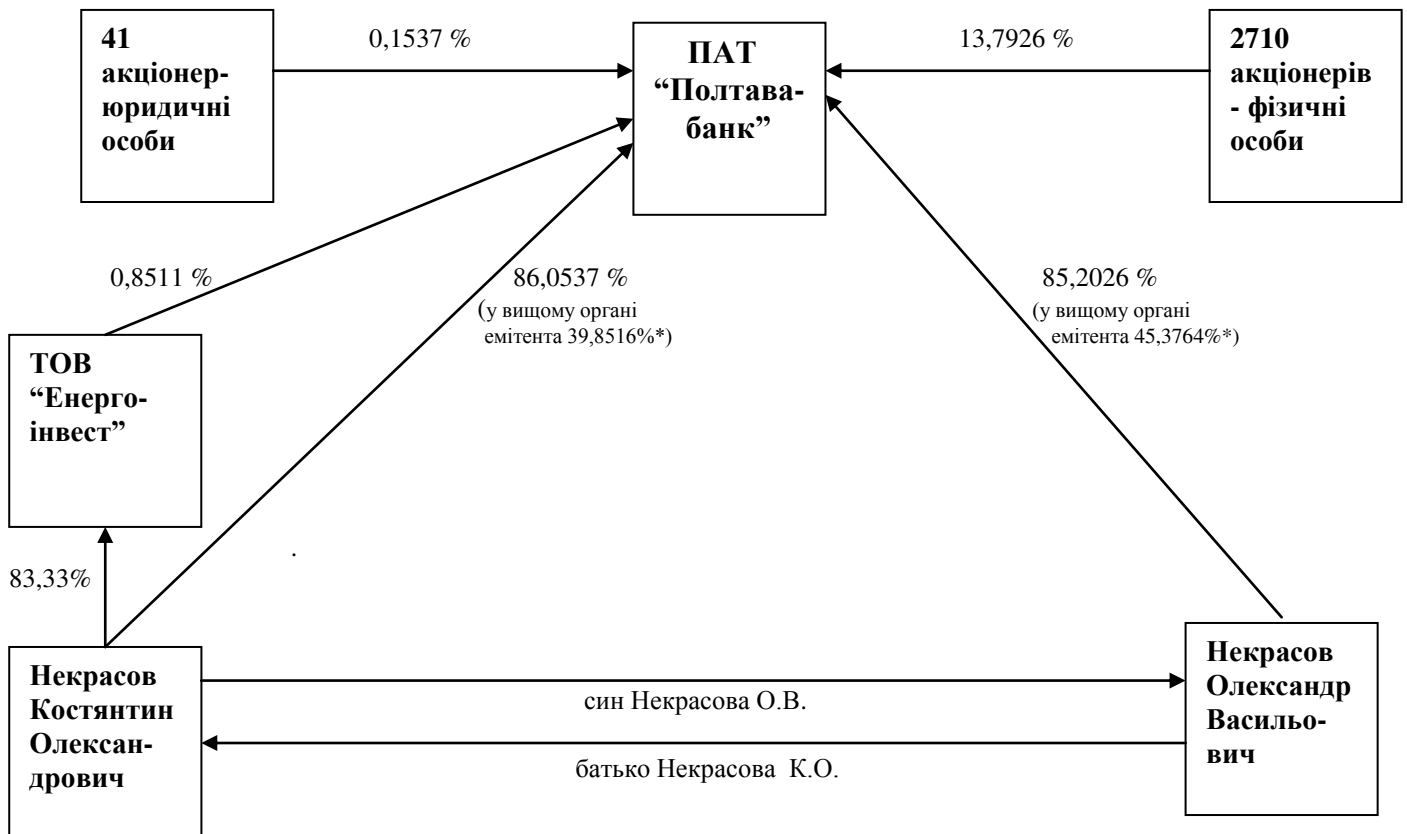 41
акціонер-
юридичні
особи
0,1537 %
ПАТ
“Полтава-
банк”
13,7926 %
2710
акціонерів
- фізичні
особи
0,8511 %
86,0537 %
(у вищому органі
емітента 39,8516%*)
85,2026 %
(у вищому органі
емітента 45,3764%*)
ТОВ
“Енерго-
інвест”
83,33%
.
Некрасов
Костянтин
Олексан-
дрович
син Некрасова О.В.
батько Некрасова К.О.
Некрасов
Олександр
Васильо-
вич